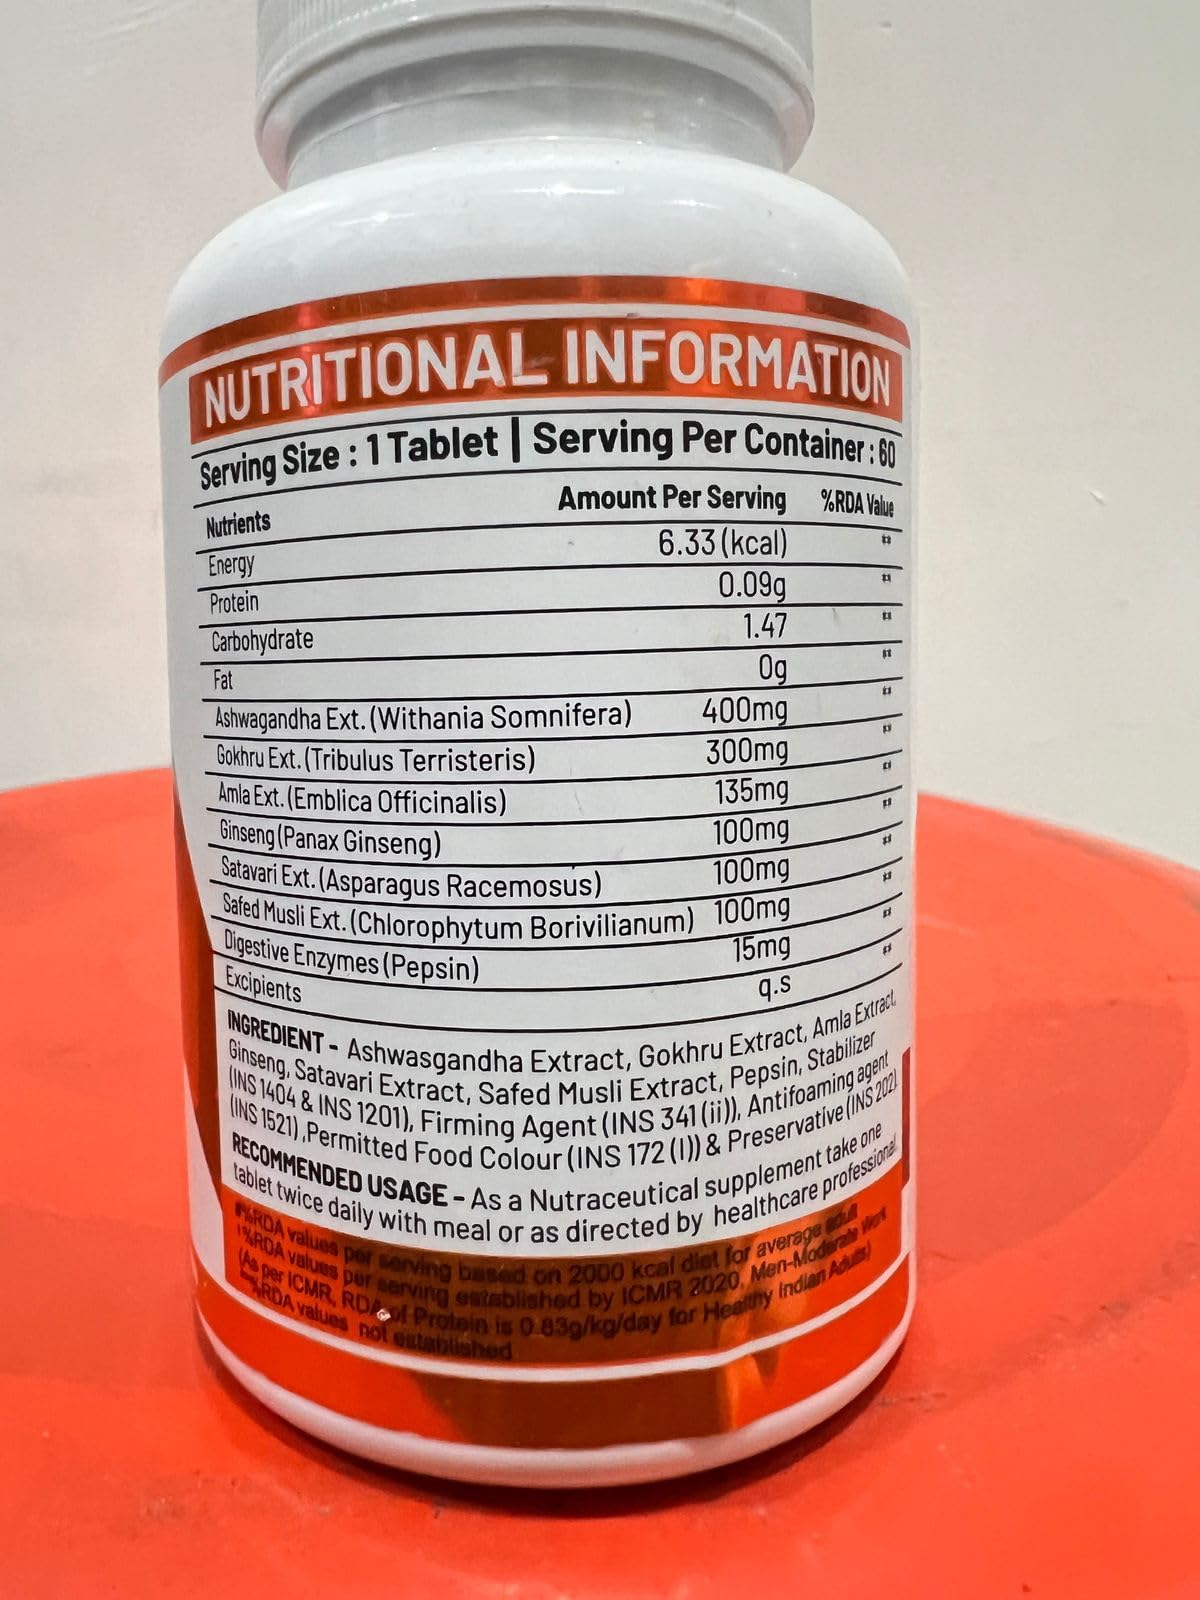 NUTRITIONAL INFORMATION
Serving Size : 1 Tablet | Serving Per Container : 60
Nutrients Amount Per Serving %RDA Value
Energy 6.33 (kcal) **
Protein 0.09g **
Carbohydrate 1.47 **
Fat 0g **
Ashwagandha Ext. (Withania Somnifera) 400mg **
Gokhru Ext. (Tribulus Terristeris) 300mg **
Amla Ext. (Emblica Officinalis) 135mg **
Ginseng (Panax Ginseng) 100mg **
Satavari Ext. (Asparagus Racemosus) 100mg **
Safed Musli Ext. (Chlorophytum Borivilianum) 100mg **
Digestive Enzymes (Pepsin) 15mg **
Excipients q.s **
INGREDIENT - Ashwasgandha Extract, Gokhru Extract, Amla Extract,
Ginseng, Satavari Extract, Safed Musli Extract, Pepsin, Stabilizer
(INS 1404 & INS 1201), Firming Agent (INS 341 (ii)), Antifoaming agent
(INS 1521) ,Permitted Food Colour (INS 172 (I)) & Preservative (INS 202).
RECOMMENDED USAGE - As a Nutraceutical supplement take one
tablet twice daily with meal or as directed by healthcare professional.
#%RDA values per serving based on 2000 kcal diet for average adult
!%RDA values per serving established by ICMR 2020, Men-Moderate Work
(As per ICMR, RDA of Protein is 0.83g/kg/day for Healthy Indian Adults)
**%RDA values not established